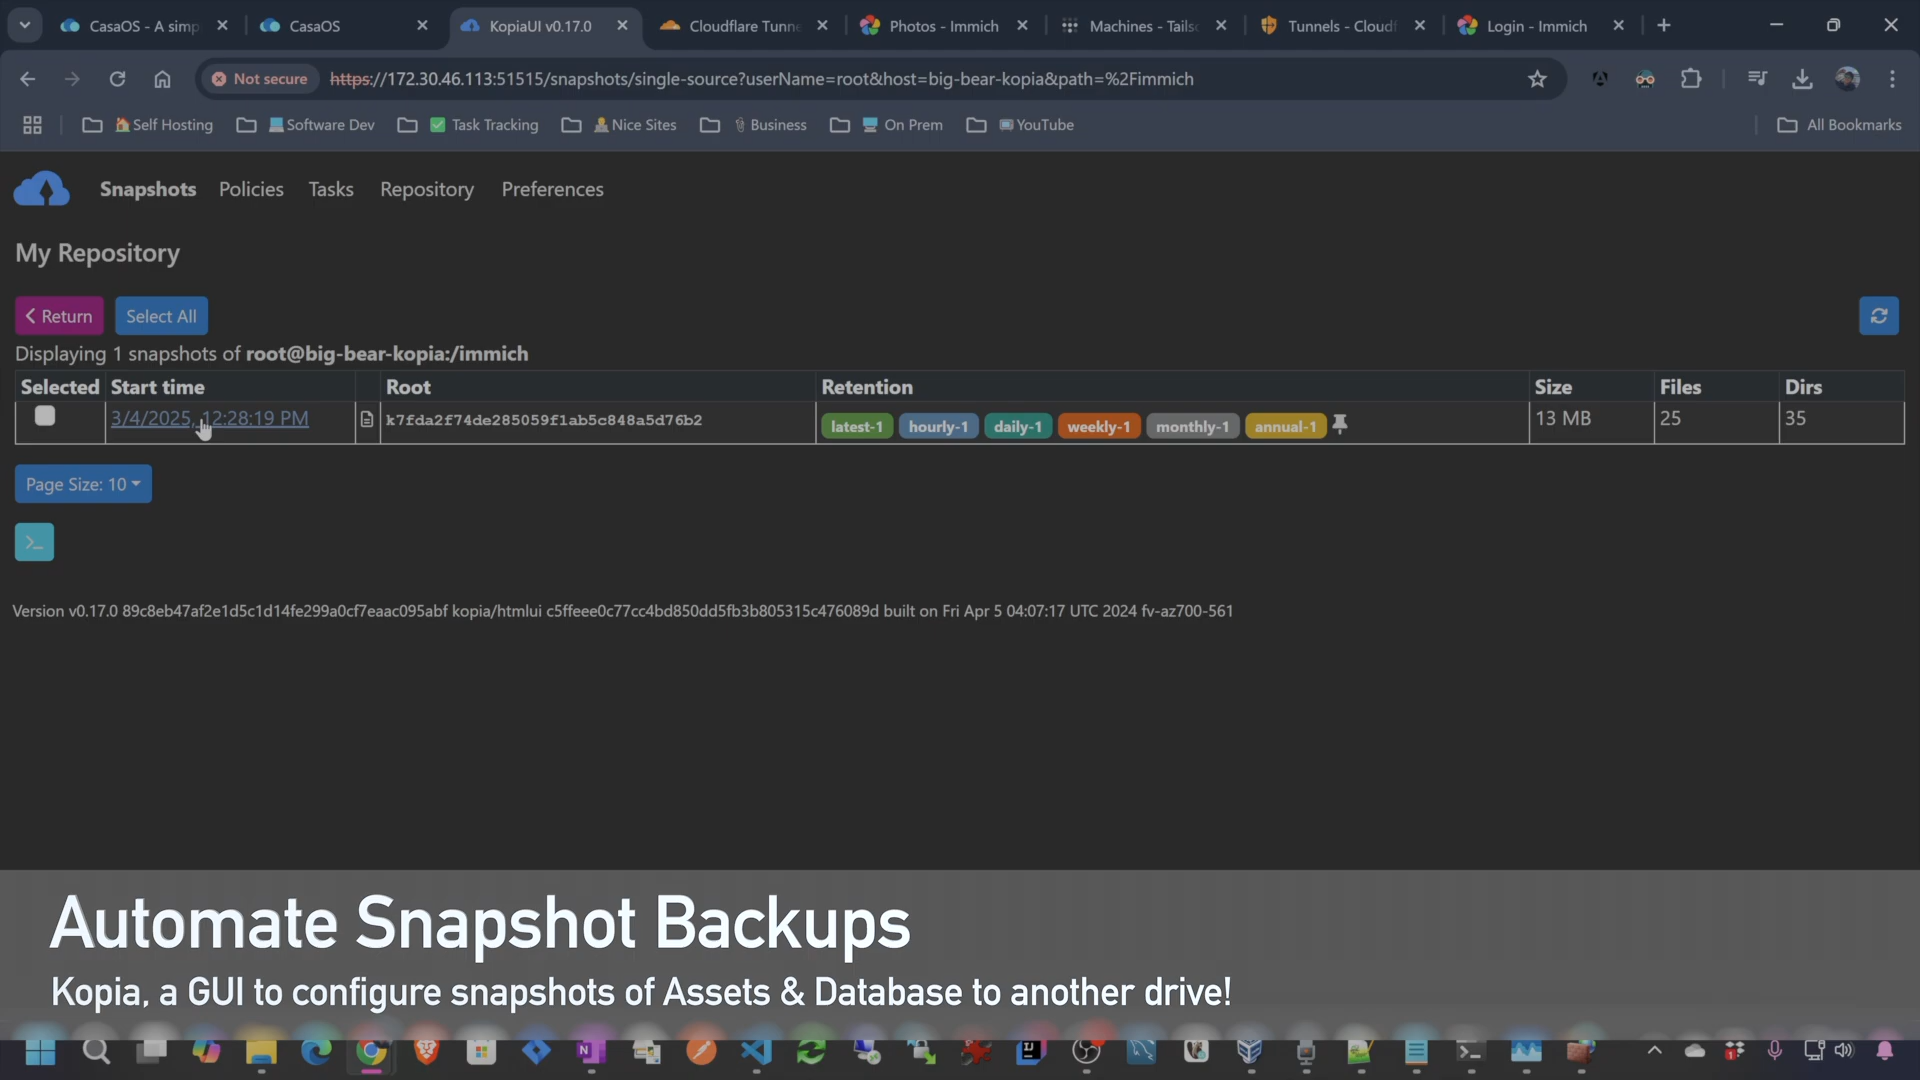 CasaOS - A simp
CasaOS
KopiaUI v0.17.0
Cloudflare Tunne
Photos - Immich
Machines - Tailsc
Tunnels - Cloudf
Login - Immich
Not secure
https://172.30.46.113:51515/snapshots/single-source?userName=root&host=big-bear-kopia&path=%2Fimmich
Self Hosting
Software Dev
Task Tracking
Nice Sites
Business
On Prem
YouTube
All Bookmarks
Snapshots Policies Tasks Repository Preferences
My Repository
Return
Select All
Displaying 1 snapshots of root@big-bear-kopia:/immich
Selected Start time Root Retention Size Files Dirs
3/4/2025, 12:28:19 PM k7fda2f74de285059f1ab5c848a5d76b2 latest-1 hourly-1 daily-1 weekly-1 monthly-1 annual-1 13 MB 25 35
Page Size: 10
>_
Version v0.17.0 89c8eb47af2e1d5c1d14fe299a0cf7eaac095abf kopia/htmlui c5ffeee0c77cc4bd850dd5fb3b805315c476089d built on Fri Apr 5 04:07:17 UTC 2024 fv-az700-561
Automate Snapshot Backups
Kopia, a GUI to configure snapshots of Assets & Database to another drive!